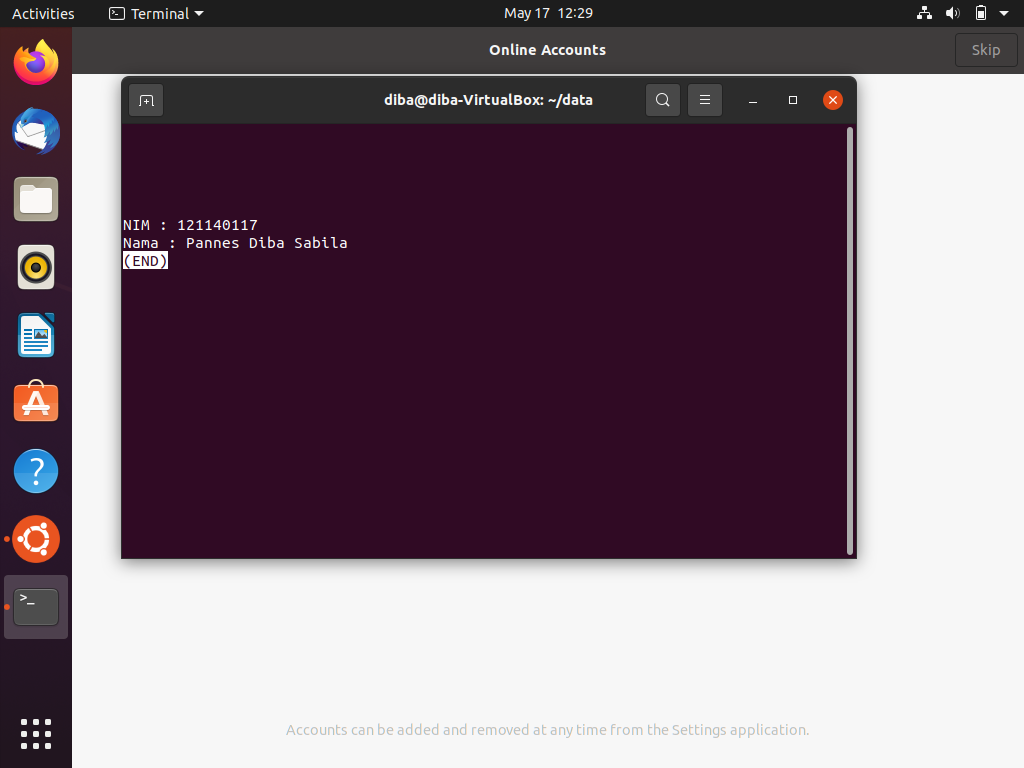 Activities
Terminal
May 17 12:29
Online Accounts
Skip
diba@diba-VirtualBox: ~/data
NIM : 121140117
Nama : Pannes Diba Sabila
(END)
Accounts can be added and removed at any time from the Settings application.